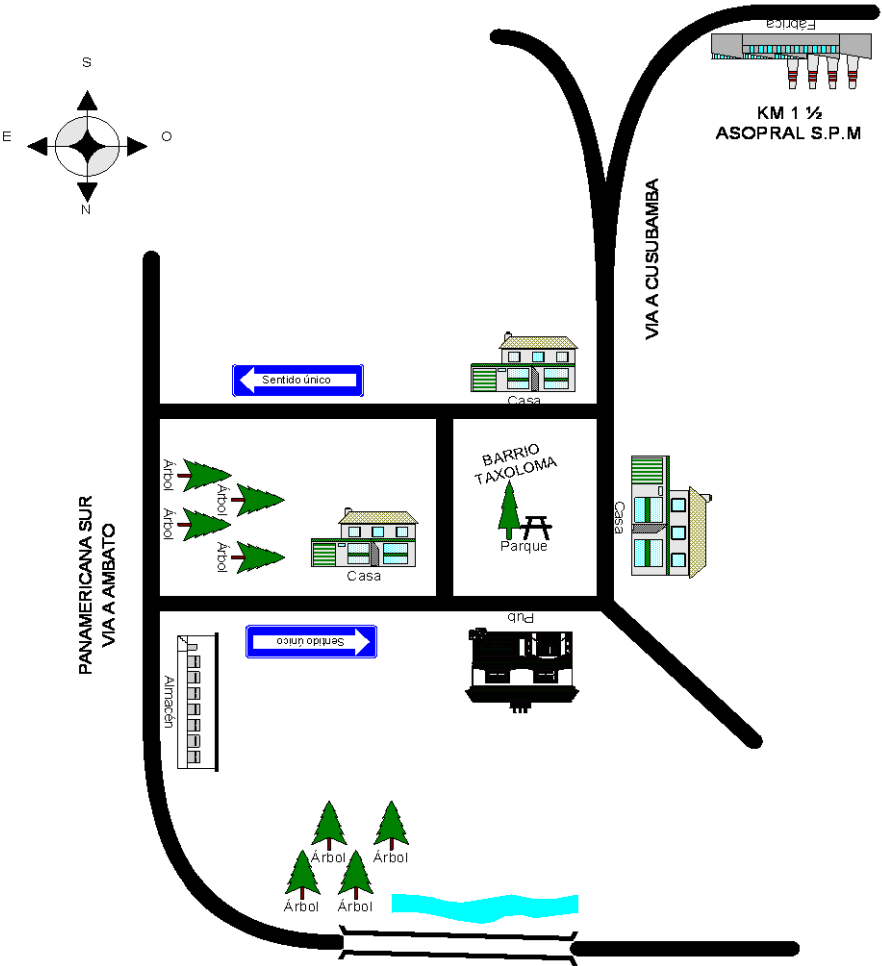 Fábrica
KM 1 ½
ASOPRAL S.P.M
S
E
O
N
VIA A CUSUBAMBA
Sentido único
Casa
BARRIO
TAXOLOMA
Parque
Árbol
Árbol
Árbol
Árbol
Casa
Casa
PANAMERICANA SUR
VIA A AMBATO
Sentido único
Pub
Almacén
Árbol
Árbol
Árbol
Árbol